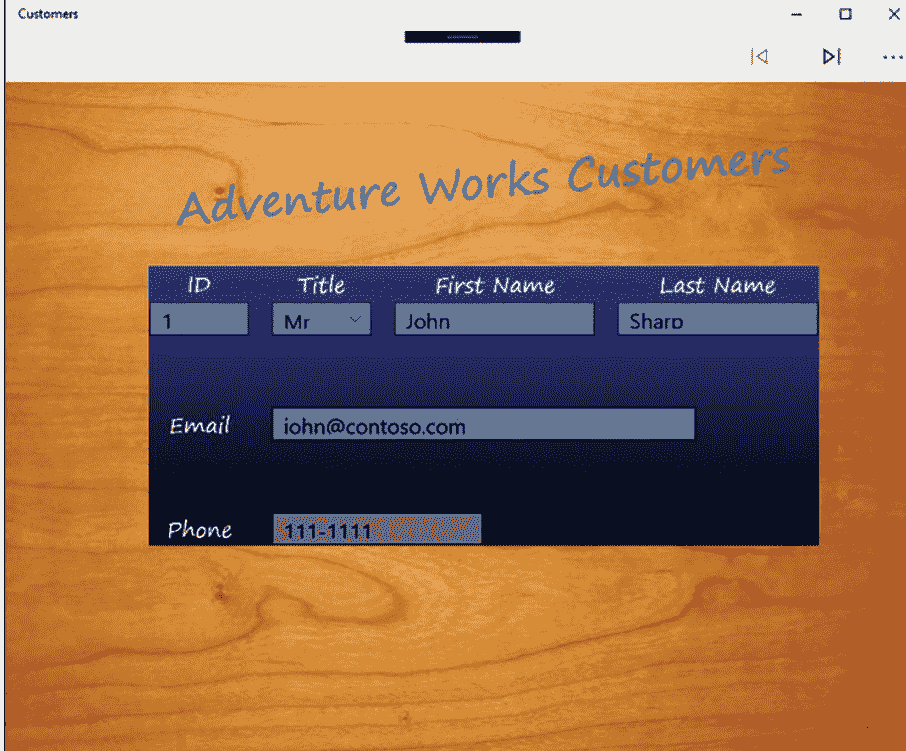 Customers
Adventure Works Customers
ID Title First Name Last Name
1 Mr John Sharp
Email john@contoso.com
Phone 111-1111